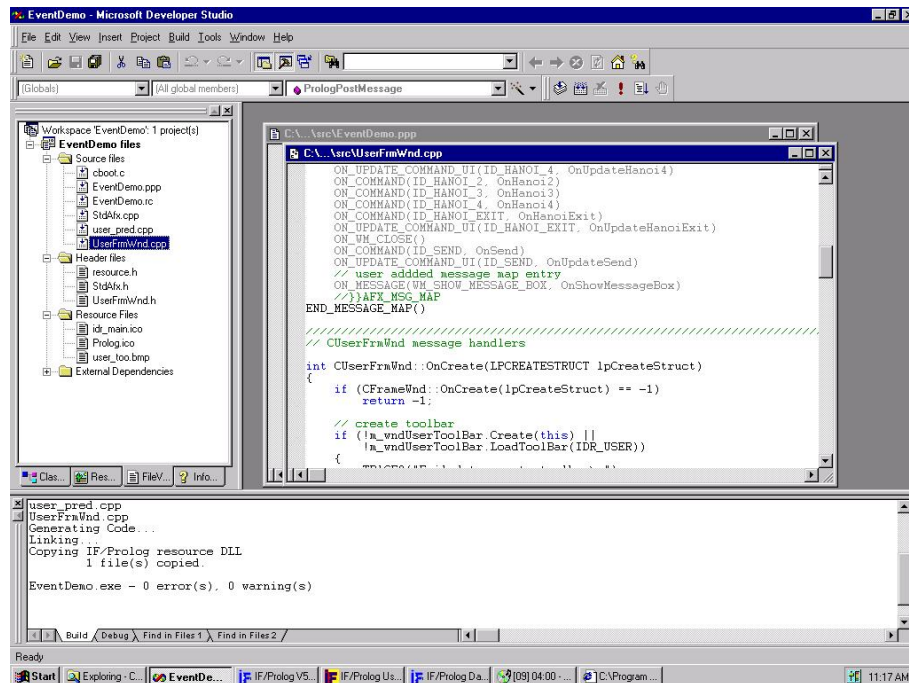 EventDemo - Microsoft Developer Studio
File Edit View Insert Project Build Tools Window Help
(Globals) (All global members) PrologPostMessage
Workspace 'EventDemo': 1 project(s)
EventDemo files
Source files
cboot.c
EventDemo.ppp
EventDemo.rc
StdAfx.cpp
user_pred.cpp
UserFrmWnd.cpp
Header files
resource.h
StdAfx.h
UserFrmWnd.h
Resource Files
idr_main.ico
Prolog.ico
user_too.bmp
External Dependencies
Clas... Res... FileV... Info...
C:\...\src\EventDemo.ppp
C:\...\src\UserFrmWnd.cpp
ON_UPDATE_COMMAND_UI(ID_HANOI_4, OnUpdateHanoi4)
ON_COMMAND(ID_HANOI_2, OnHanoi2)
ON_COMMAND(ID_HANOI_3, OnHanoi3)
ON_COMMAND(ID_HANOI_4, OnHanoi4)
ON_COMMAND(ID_HANOI_EXIT, OnHanoiExit)
ON_UPDATE_COMMAND_UI(ID_HANOI_EXIT, OnUpdateHanoiExit)
ON_WM_CLOSE()
ON_COMMAND(ID_SEND, OnSend)
ON_UPDATE_COMMAND_UI(ID_SEND, OnUpdateSend)
// user addded message map entry
ON_MESSAGE(WM_SHOW_MESSAGE_BOX, OnShowMessageBox)
//}}AFX_MSG_MAP
END_MESSAGE_MAP()
/////////////////////////////////////////////////////////////////////////////
// CUserFrmWnd message handlers
int CUserFrmWnd::OnCreate(LPCREATESTRUCT lpCreateStruct)
{
if (CFrameWnd::OnCreate(lpCreateStruct) == -1)
return -1;
// create toolbar
if (!m_wndUserToolBar.Create(this) ||
!m_wndUserToolBar.LoadToolBar(IDR_USER))
{
user_pred.cpp
UserFrmWnd.cpp
Generating Code...
Linking...
Copying IF/Prolog resource DLL
1 file(s) copied.
EventDemo.exe - 0 error(s), 0 warning(s)
Build Debug Find in Files 1 Find in Files 2
Ready
Start Exploring - C... EventDe... IF/Prolog V5... IF/Prolog Us... IF/Prolog Da... [09] 04:00 - ... C:\Program ... 11:17 AM